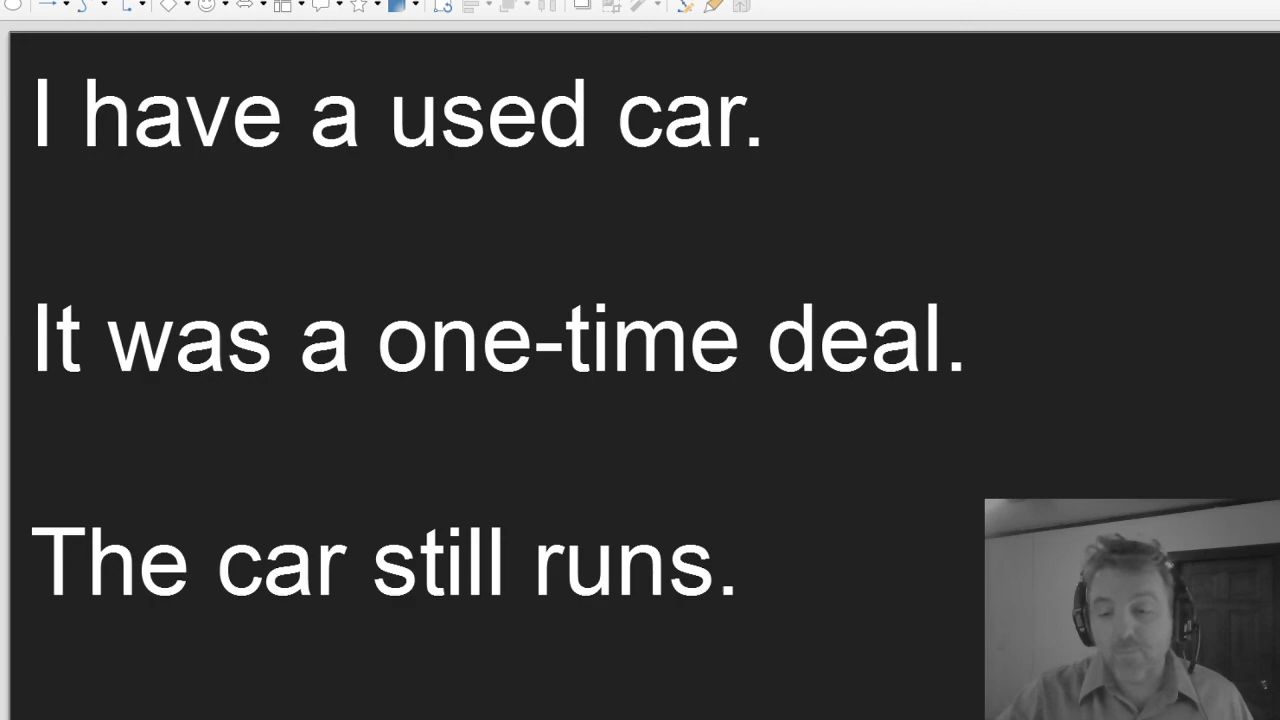 I have a used car.
It was a one-time deal.
The car still runs.